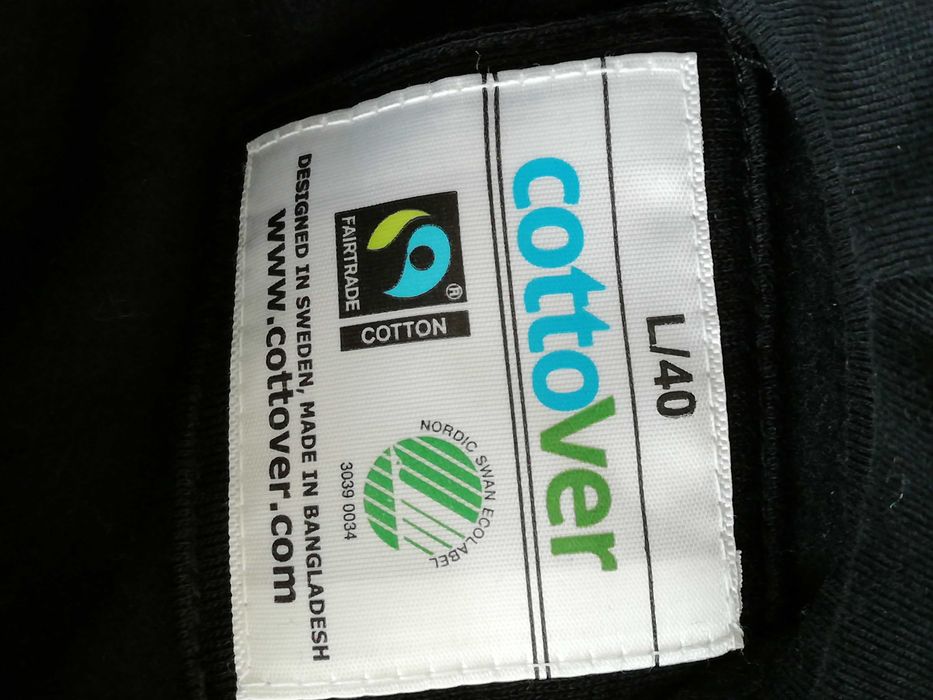 L/40
cottover
FAIRTRADE
®
COTTON
NORDIC SWAN ECOLABEL
3039 0034
DESIGNED IN SWEDEN, MADE IN BANGLADESH
www.cottover.com